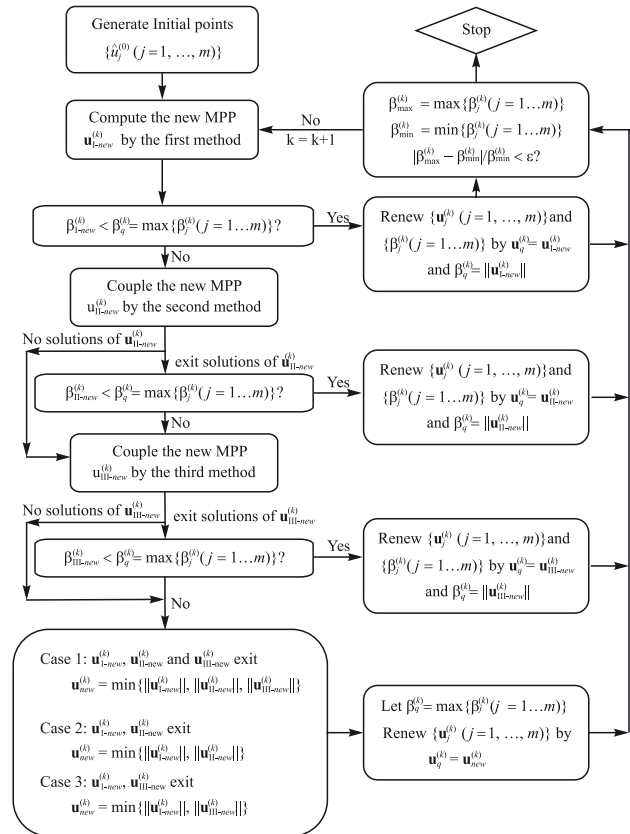 Generate Initial points
{û_j^(0) (j=1, …, m)}
Stop
Compute the new MPP
u_I-new^(k) by the first method
No
k = k+1
β_max^(k) = max{β_j^(k)(j = 1…m)}
β_min^(k) = min{β_j^(k)(j = 1…m)}
|β_max^(k) − β_min^(k)|/β_min^(k) < ε?
β_I-new^(k) < β_q^(k)= max{β_j^(k)(j = 1…m)?
Yes
Renew {u_j^(k) (j=1, …, m)}and
{β_j^(k)(j=1…m)} by u_q^(k)= u_I-new^(k)
and β_q^(k)= ||u_I-new^(k)||
No
Couple the new MPP
u_II-new^(k) by the second method
No solutions of u_II-new^(k)
exit solutions of u_II-new^(k)
β_II-new^(k) < β_q^(k)= max{β_j^(k)(j=1…m)}?
Yes
Renew {u_j^(k) (j=1, …, m)}and
{β_j^(k)(j=1…m)} by u_q^(k)= u_II-new^(k)
and β_q^(k)= ||u_II-new^(k)||
No
Couple the new MPP
u_III-new^(k) by the third method
No solutions of u_III-new^(k)
exit solutions of u_III-new^(k)
β_III-new^(k) < β_q^(k)= max{β_j^(k)(j=1…m)}?
Yes
Renew {u_j^(k) (j=1, …, m)}and
{β_j^(k)(j=1…m)} by u_q^(k)= u_III-new^(k)
and β_q^(k)= ||u_III-new^(k)||
No
Case 1: u_I-new^(k), u_II-new^(k) and u_III-new^(k) exit
u_new^(k) = min{||u_I-new^(k)||, ||u_II-new^(k)||, ||u_III-new^(k)||}
Case 2: u_I-new^(k), u_II-new^(k) exit
u_new^(k) = min{||u_I-new^(k)||, ||u_II-new^(k)||}
Case 3: u_I-new^(k), u_III-new^(k) exit
u_new^(k) = min{||u_I-new^(k)||, ||u_III-new^(k)||}
Let β_q^(k)= max{β_j^(k)(j = 1…m)}
Renew {u_j^(k) (j=1, …, m)} by
u_q^(k) = u_new^(k)